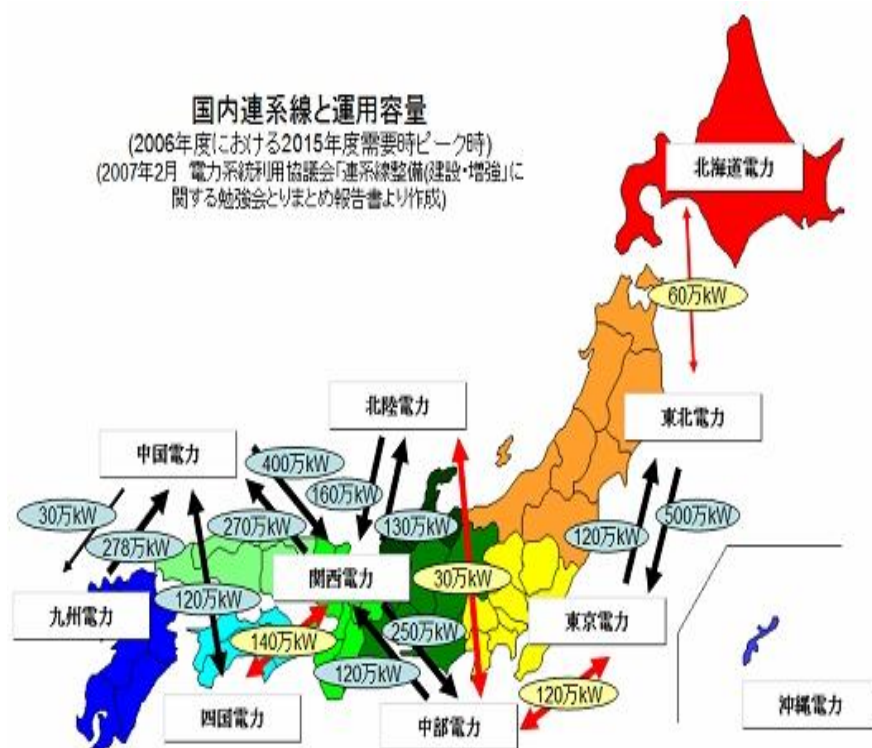 国内連系線と運用容量
(2006年度における2015年度需要時ピーク時)
(2007年2月 電力系統利用協議会「連系線整備(建設・増強」に
関する勉強会とりまとめ報告書より作成)
北海道電力
60万kW
北陸電力
東北電力
中国電力
400万kW
160万kW
30万kW
278万kW
270万kW
130万kW
120万kW
500万kW
関西電力
30万kW
九州電力
120万kW
140万kW
250万kW
東京電力
120万kW
120万kW
四国電力
中部電力
沖縄電力